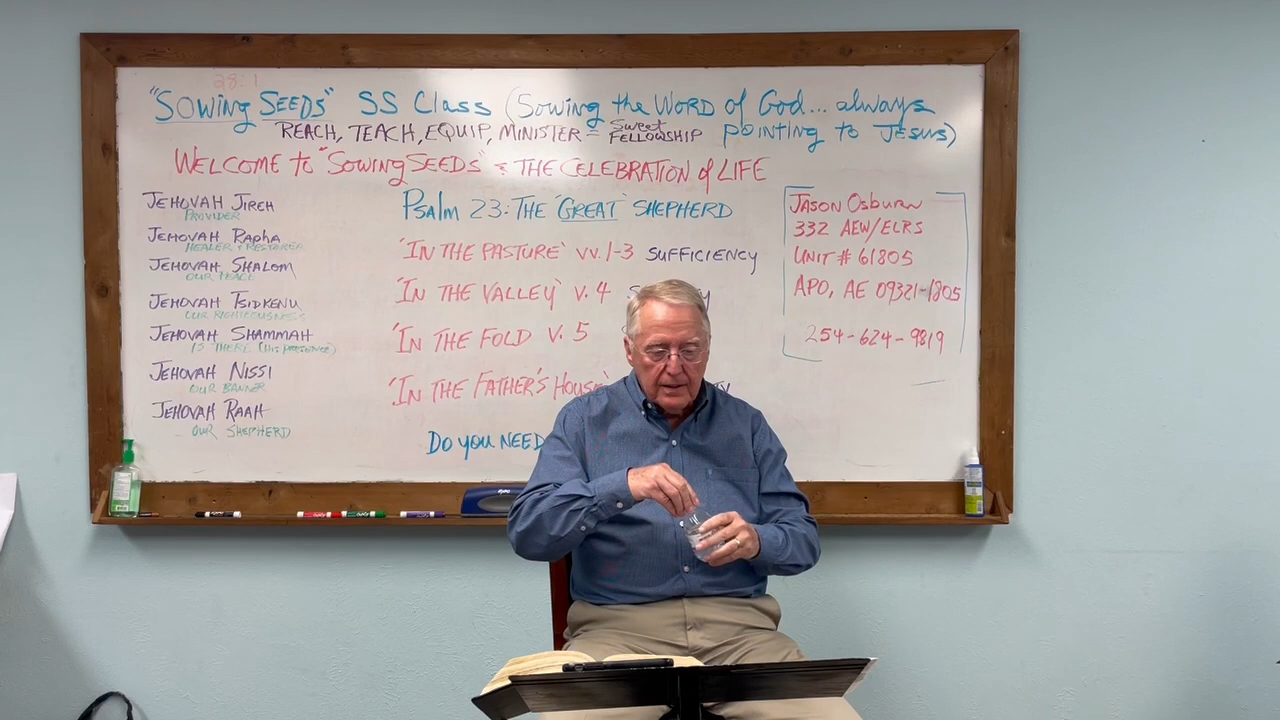 28:1
"SOWING SEEDS" SS CLASS (SOWING THE WORD OF GOD... always
pointing to JESUS)
REACH, TEACH, EQUIP, MINISTER = SWEET FELLOWSHIP
WELCOME to "SOWING SEEDS" & THE CELEBRATION of LIFE
JEHOVAH JIREH
PROVIDER
JEHOVAH RAPHA
HEALER & RESTORER
JEHOVAH SHALOM
OUR PEACE
JEHOVAH TSIDKENU
OUR RIGHTEOUSNESS
JEHOVAH SHAMMAH
IS THERE (HIS PRESENCE)
JEHOVAH NISSI
OUR BANNER
JEHOVAH RAAH
OUR SHEPHERD
PSALM 23: THE 'GREAT' SHEPHERD
'IN THE PASTURE' vv. 1-3 SUFFICIENCY
'IN THE VALLEY' v. 4
'IN THE FOLD v. 5
'IN THE FATHER'S HOUSE'
DO YOU NEED
JASON OSBURN
332 AEW/ELRS
UNIT # 61805
APO, AE 09321-1805
254-624-9819